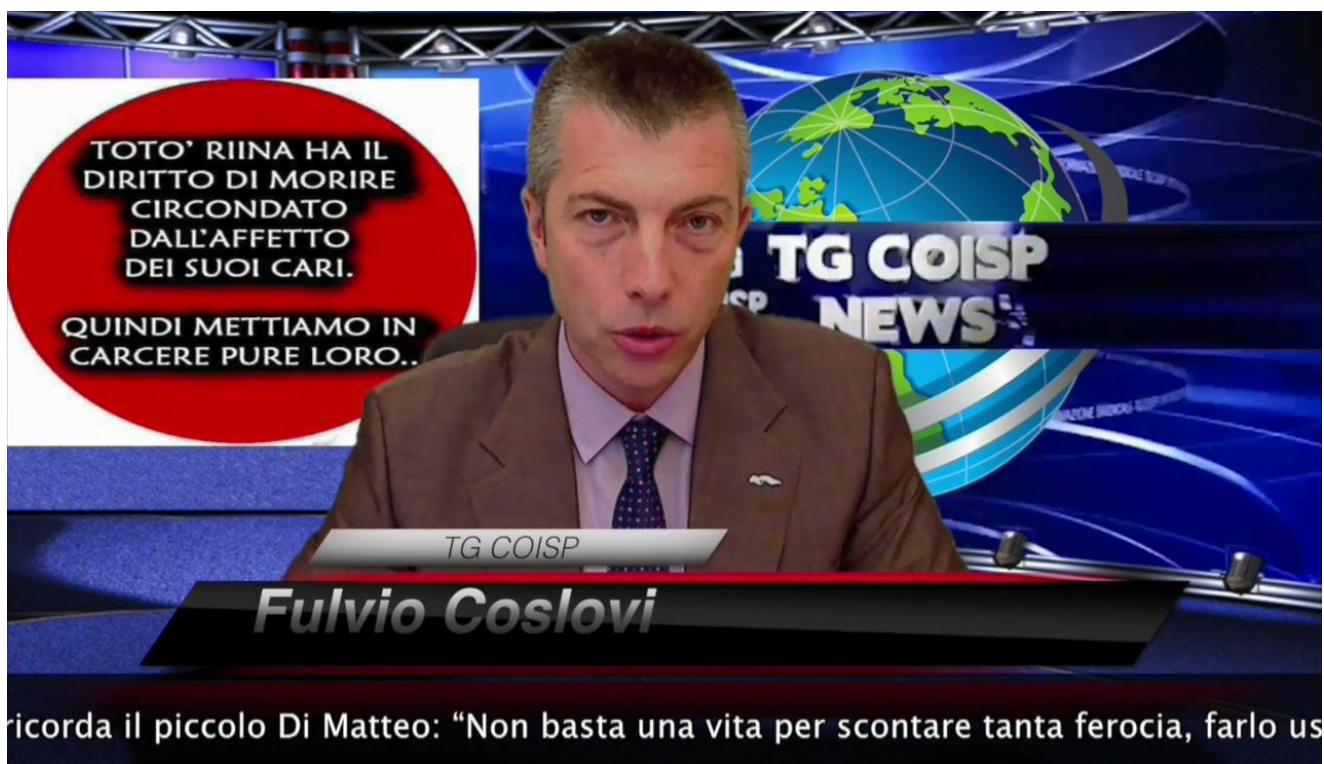 TOTO' RIINA HA IL
DIRITTO DI MORIRE
CIRCONDATO
DALL'AFFETTO
DEI SUOI CARI.
QUINDI METTIAMO IN
CARCERE PURE LORO..
TG COISP
NEWS
TG COISP
Fulvio Coslovi
ricorda il piccolo Di Matteo: “Non basta una vita per scontare tanta ferocia, farlo us